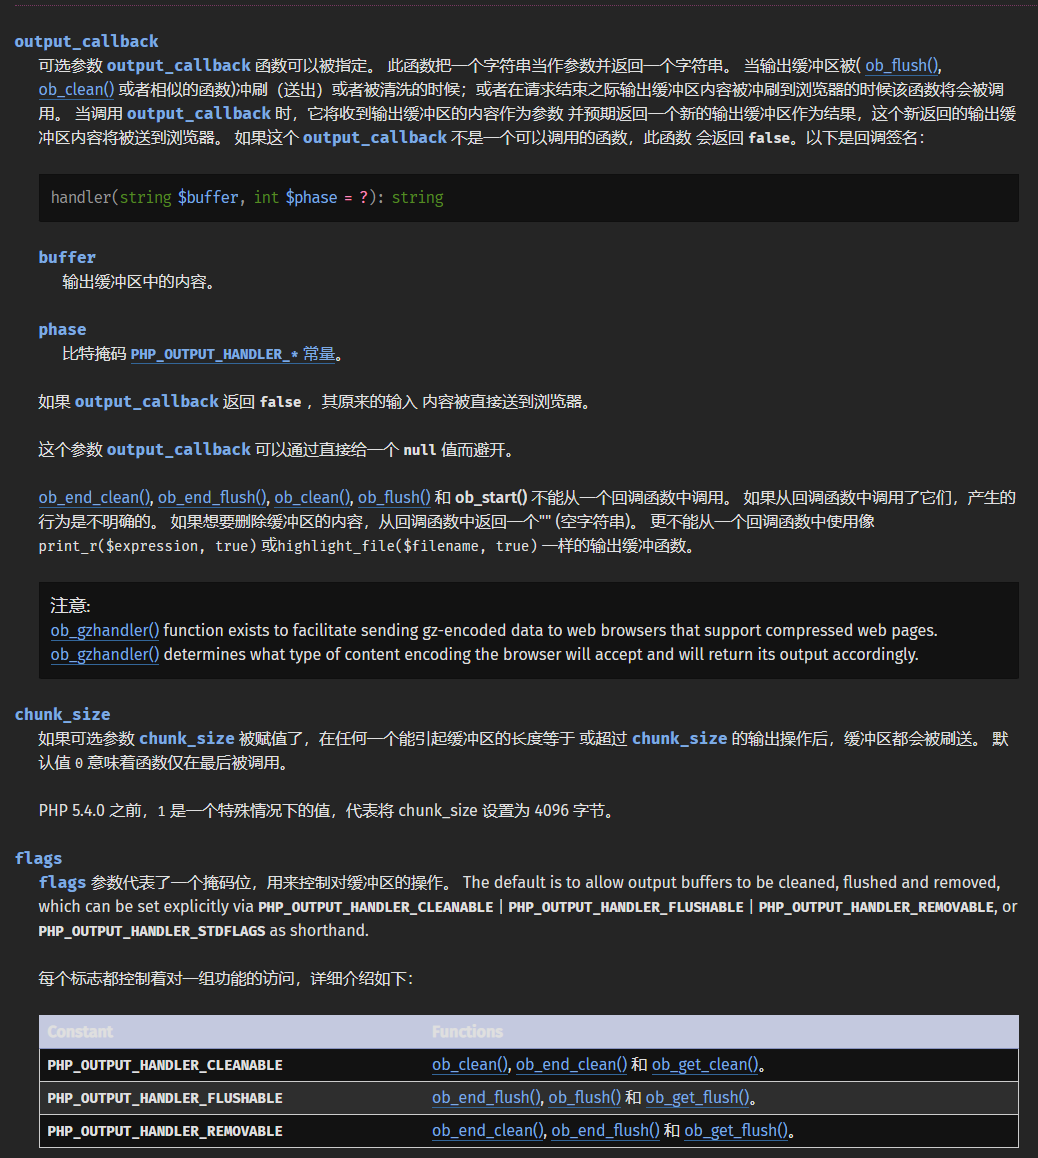 output_callback
可选参数 output_callback 函数可以被指定。 此函数把一个字符串当作参数并返回一个字符串。 当输出缓冲区被( ob_flush(),
ob_clean() 或者相似的函数)冲刷（送出）或者被清洗的时候；或者在请求结束之际输出缓冲区内容被冲刷到浏览器的时候该函数将会被调
用。 当调用 output_callback 时，它将收到输出缓冲区的内容作为参数 并预期返回一个新的输出缓冲区作为结果，这个新返回的输出缓
冲区内容将被送到浏览器。 如果这个 output_callback 不是一个可以调用的函数，此函数 会返回 false。以下是回调签名：
handler(string $buffer, int $phase = ?): string
buffer
输出缓冲区中的内容。
phase
比特掩码 PHP_OUTPUT_HANDLER_* 常量。
如果 output_callback 返回 false ，其原来的输入 内容被直接送到浏览器。
这个参数 output_callback 可以通过直接给一个 null 值而避开。
ob_end_clean(), ob_end_flush(), ob_clean(), ob_flush() 和 ob_start() 不能从一个回调函数中调用。 如果从回调函数中调用了它们，产生的
行为是不明确的。 如果想要删除缓冲区的内容，从回调函数中返回一个"" (空字符串)。 更不能从一个回调函数中使用像
print_r($expression, true) 或highlight_file($filename, true) 一样的输出缓冲函数。
注意:
ob_gzhandler() function exists to facilitate sending gz-encoded data to web browsers that support compressed web pages.
ob_gzhandler() determines what type of content encoding the browser will accept and will return its output accordingly.
chunk_size
如果可选参数 chunk_size 被赋值了，在任何一个能引起缓冲区的长度等于 或超过 chunk_size 的输出操作后，缓冲区都会被刷送。 默
认值 0 意味着函数仅在最后被调用。
PHP 5.4.0 之前，1 是一个特殊情况下的值，代表将 chunk_size 设置为 4096 字节。
flags
flags 参数代表了一个掩码位，用来控制对缓冲区的操作。 The default is to allow output buffers to be cleaned, flushed and removed,
which can be set explicitly via PHP_OUTPUT_HANDLER_CLEANABLE | PHP_OUTPUT_HANDLER_FLUSHABLE | PHP_OUTPUT_HANDLER_REMOVABLE, or
PHP_OUTPUT_HANDLER_STDFLAGS as shorthand.
每个标志都控制着对一组功能的访问，详细介绍如下：
Constant Functions
PHP_OUTPUT_HANDLER_CLEANABLE ob_clean(), ob_end_clean() 和 ob_get_clean()。
PHP_OUTPUT_HANDLER_FLUSHABLE ob_end_flush(), ob_flush() 和 ob_get_flush()。
PHP_OUTPUT_HANDLER_REMOVABLE ob_end_clean(), ob_end_flush() 和 ob_get_flush()。